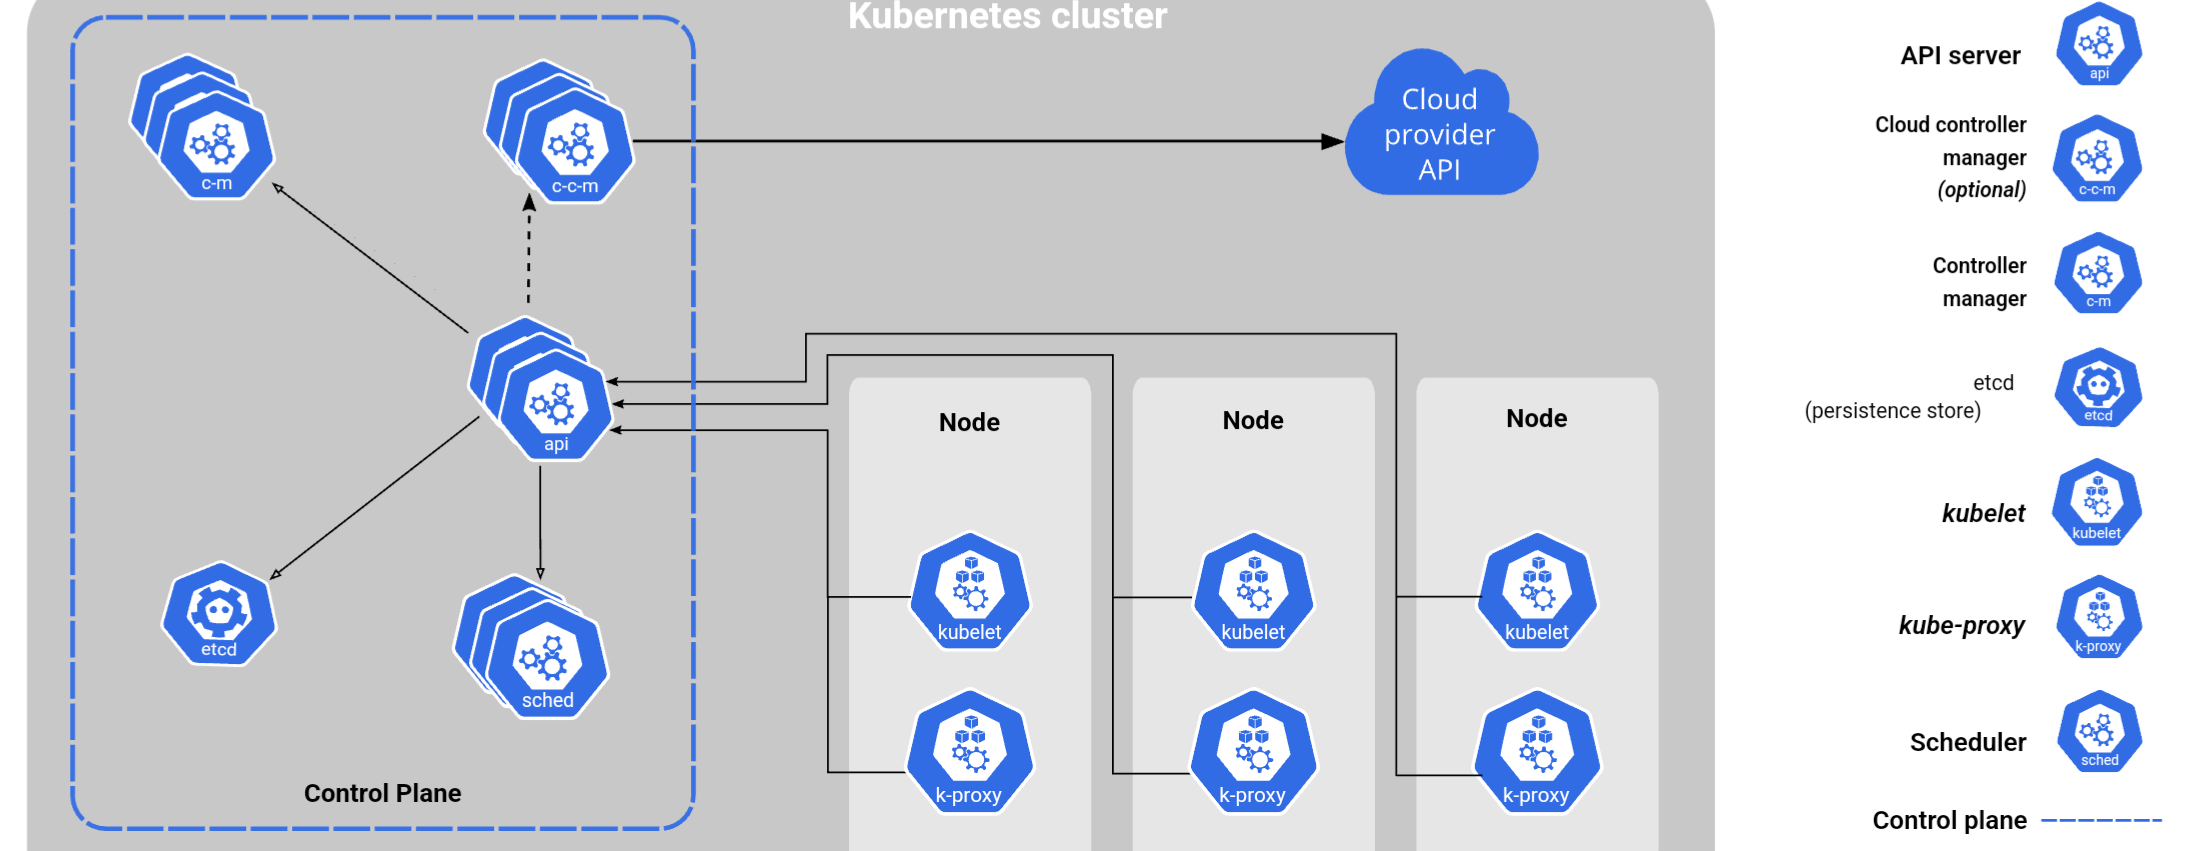 Kubernetes cluster
c-m
c-c-m
Cloud
provider
API
api
etcd
sched
Control Plane
Node
kubelet
k-proxy
Node
kubelet
k-proxy
Node
kubelet
k-proxy
API server
api
Cloud controller
manager
(optional)
c-c-m
Controller
manager
c-m
etcd
(persistence store)
etcd
kubelet
kubelet
kube-proxy
k-proxy
Scheduler
sched
Control plane